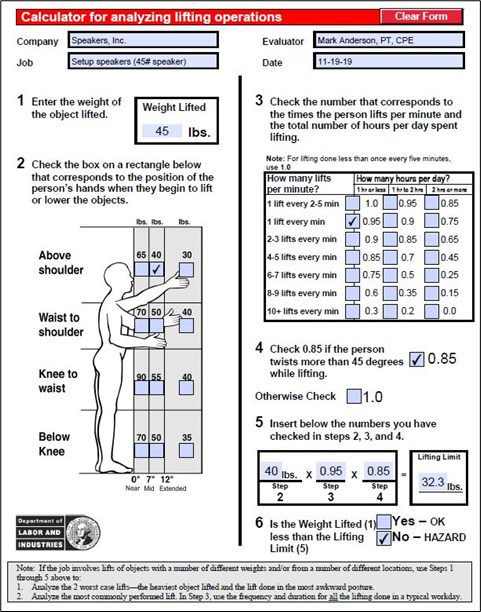 Calculator for analyzing lifting operations
Clear Form
Company Speakers, Inc.
Evaluator Mark Anderson, PT, CPE
Job Setup speakers (45# speaker)
Date 11-19-19
1 Enter the weight of
the object lifted.
Weight Lifted
45 lbs.
2 Check the box on a rectangle below
that corresponds to the position of the
person's hands when they begin to lift
or lower the objects.
lbs. lbs. lbs.
Above
shoulder
65 40 30
Waist to
shoulder
70 50 40
Knee to
waist
90 55 40
Below
Knee
70 50 35
0" 7" 12"
Near Mid Extended
Department of
LABOR AND
INDUSTRIES
3 Check the number that corresponds to
the times the person lifts per minute and
the total number of hours per day spent
lifting.
Note: For lifting done less than once every five minutes,
use 1.0
How many lifts
per minute?
How many hours per day?
1 hr or less 1 hr to 2 hrs 2 hrs or more
1 lift every 2-5 min 1.0 0.95 0.85
1 lift every min 0.95 0.9 0.75
2-3 lifts every min 0.9 0.85 0.65
4-5 lifts every min 0.85 0.7 0.45
6-7 lifts every min 0.75 0.5 0.25
8-9 lifts every min 0.6 0.35 0.15
10+ lifts every min 0.3 0.2 0.0
4 Check 0.85 if the person
twists more than 45 degrees
while lifting.
0.85
Otherwise Check 1.0
5 Insert below the numbers you have
checked in steps 2, 3, and 4.
40 lbs. X 0.95 X 0.85 =
Step Step Step
2 3 4
Lifting Limit
32.3 lbs.
6 Is the Weight Lifted (1)
less than the Lifting
Limit (5)
Yes – OK
No – HAZARD
Note: If the job involves lifts of objects with a number of different weights and/or from a number of different locations, use Steps 1
through 5 above to:
1. Analyze the 2 worst case lifts—the heaviest object lifted and the lift done in the most awkward posture.
2. Analyze the most commonly performed lift. In Step 3, use the frequency and duration for all the lifting done in a typical workday.